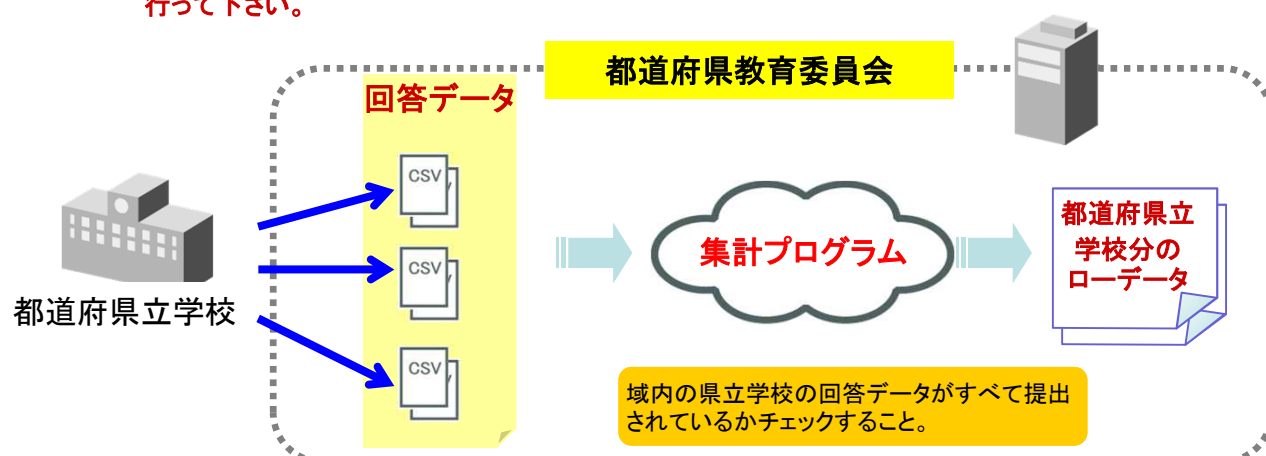 行って下さい。
都道府県教育委員会
回答データ
CSV
CSV
CSV
都道府県立学校
集計プログラム
都道府県立
学校分の
ローデータ
域内の県立学校の回答データがすべて提出
されているかチェックすること。